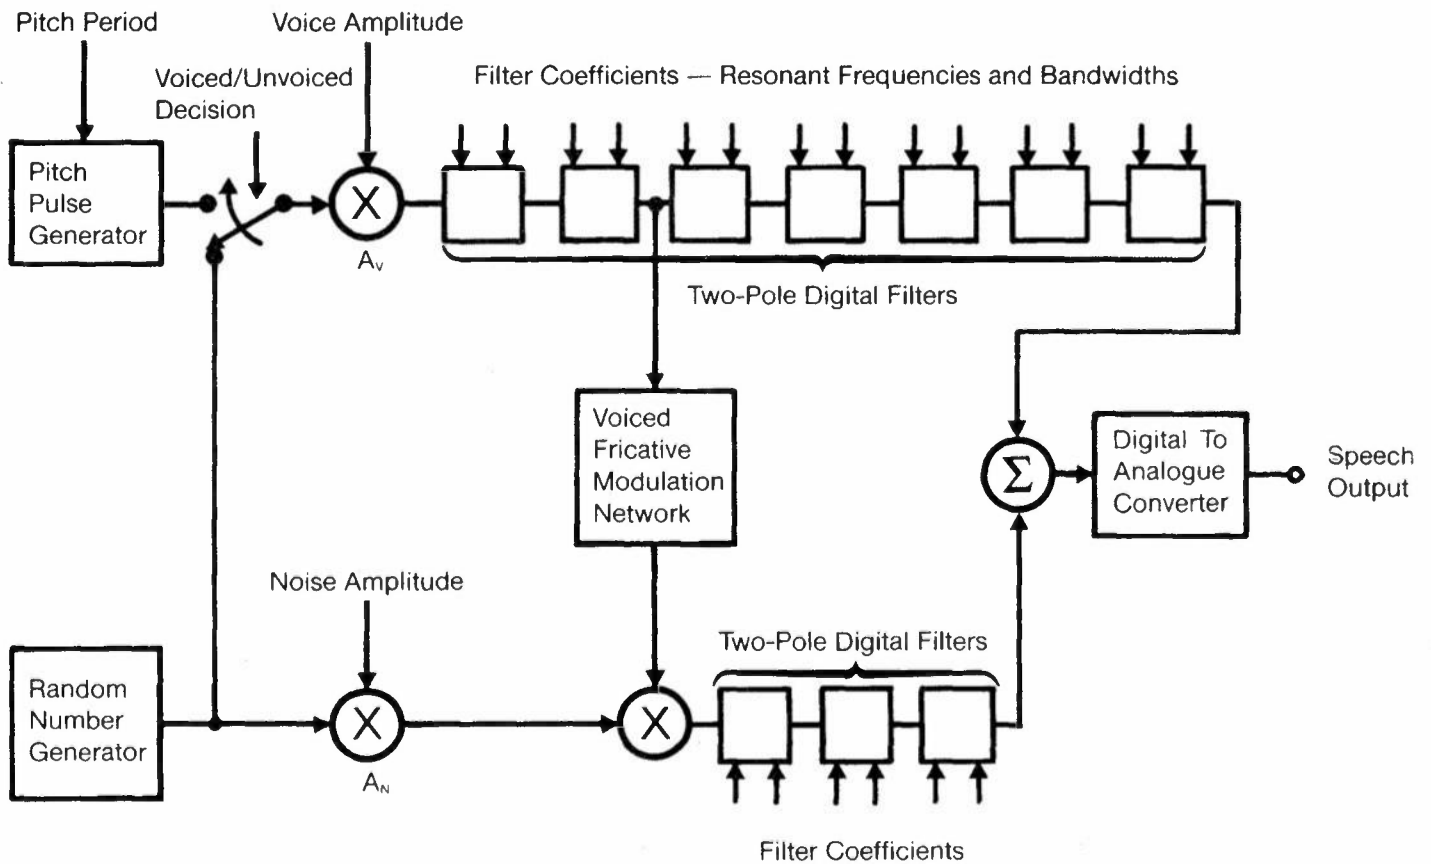 Pitch Period
Voice Amplitude
Voiced/Unvoiced
Decision
Filter Coefficients — Resonant Frequencies and Bandwidths
Pitch
Pulse
Generator
X
Aᵥ
Two-Pole Digital Filters
Voiced
Fricative
Modulation
Network
Σ
Digital To
Analogue
Converter
Speech
Output
Noise Amplitude
Two-Pole Digital Filters
Random
Number
Generator
X
X
A_N
Filter Coefficients